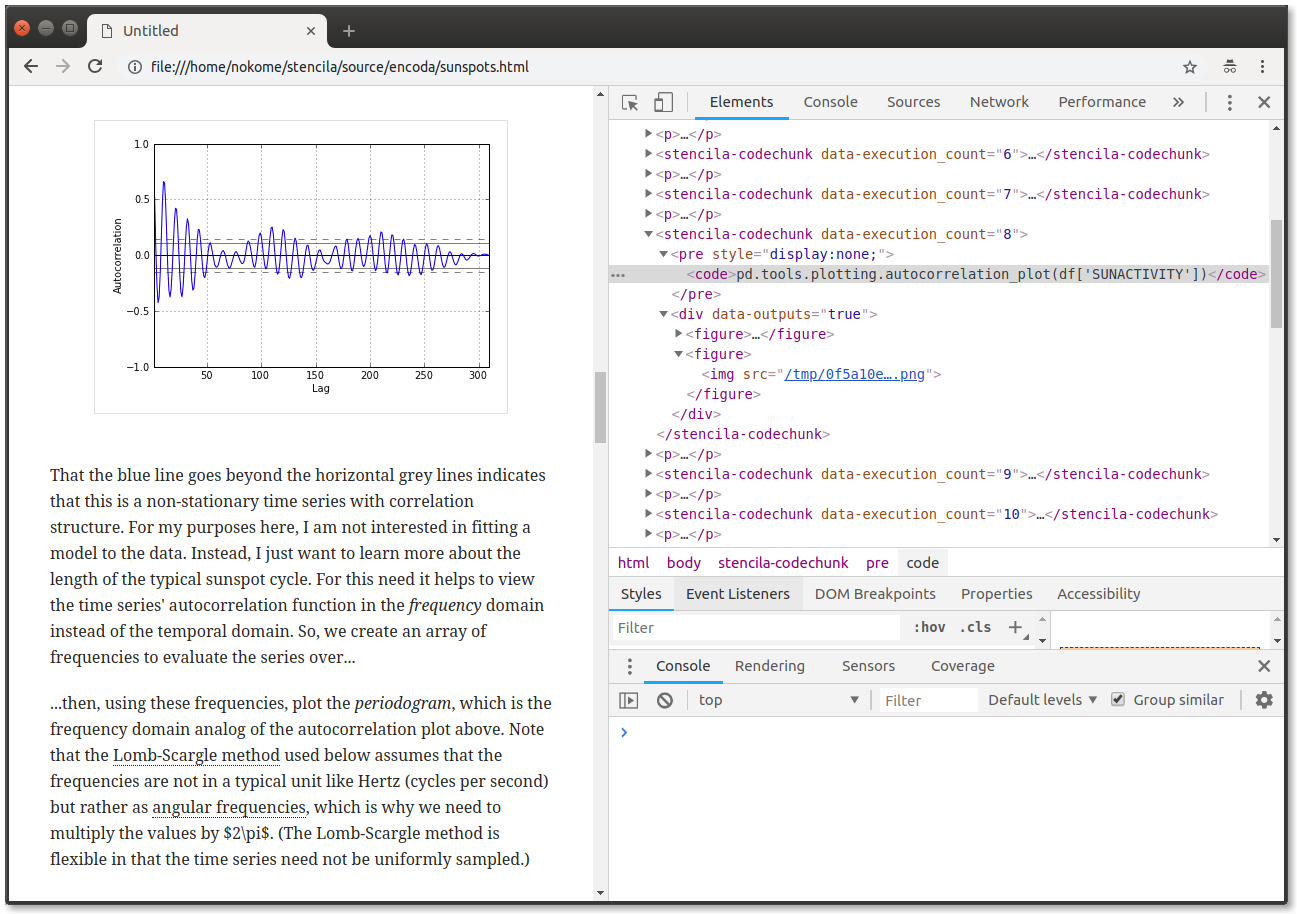 Untitled
file:///home/nokome/stencila/source/encoda/sunspots.html
1.0
0.5
0.0
−0.5
−1.0
Autocorrelation
50 100 150 200 250 300
Lag
That the blue line goes beyond the horizontal grey lines indicates
that this is a non-stationary time series with correlation
structure. For my purposes here, I am not interested in fitting a
model to the data. Instead, I just want to learn more about the
length of the typical sunspot cycle. For this need it helps to view
the time series' autocorrelation function in the frequency domain
instead of the temporal domain. So, we create an array of
frequencies to evaluate the series over...
...then, using these frequencies, plot the periodogram, which is the
frequency domain analog of the autocorrelation plot above. Note
that the Lomb-Scargle method used below assumes that the
frequencies are not in a typical unit like Hertz (cycles per second)
but rather as angular frequencies, which is why we need to
multiply the values by $2\pi$. (The Lomb-Scargle method is
flexible in that the time series need not be uniformly sampled.)
Elements Console Sources Network Performance »
<p>…</p>
<stencila-codechunk data-execution_count="6">…</stencila-codechunk>
<p>…</p>
<stencila-codechunk data-execution_count="7">…</stencila-codechunk>
<p>…</p>
<stencila-codechunk data-execution_count="8">
<pre style="display:none;">
<code>pd.tools.plotting.autocorrelation_plot(df['SUNACTIVITY'])</code>
</pre>
<div data-outputs="true">
<figure>…</figure>
<figure>
<img src="/tmp/0f5a10e….png">
</figure>
</div>
</stencila-codechunk>
<p>…</p>
<stencila-codechunk data-execution_count="9">…</stencila-codechunk>
<p>…</p>
<stencila-codechunk data-execution_count="10">…</stencila-codechunk>
<p>…</p>
html body stencila-codechunk pre code
Styles Event Listeners DOM Breakpoints Properties Accessibility
Filter :hov .cls +
Console Rendering Sensors Coverage
top Filter Default levels Group similar